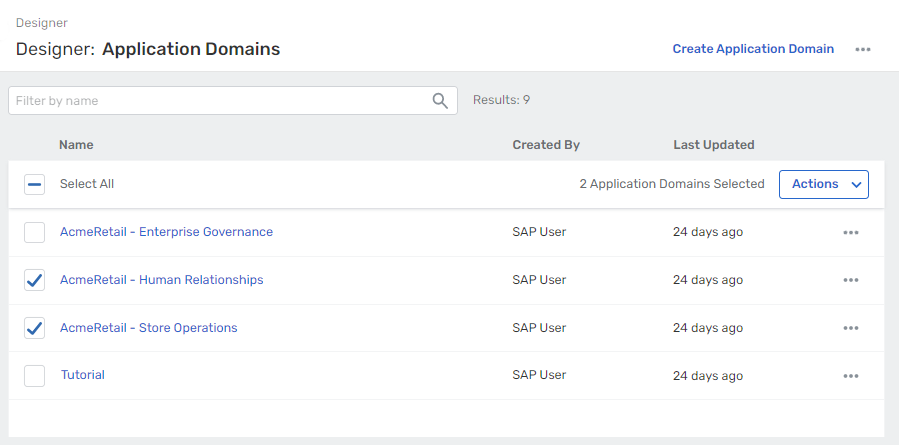 Designer
Designer: Application Domains
Create Application Domain
Filter by name
Results: 9
Name Created By Last Updated
Select All 2 Application Domains Selected Actions
AcmeRetail - Enterprise Governance SAP User 24 days ago
AcmeRetail - Human Relationships SAP User 24 days ago
AcmeRetail - Store Operations SAP User 24 days ago
Tutorial SAP User 24 days ago